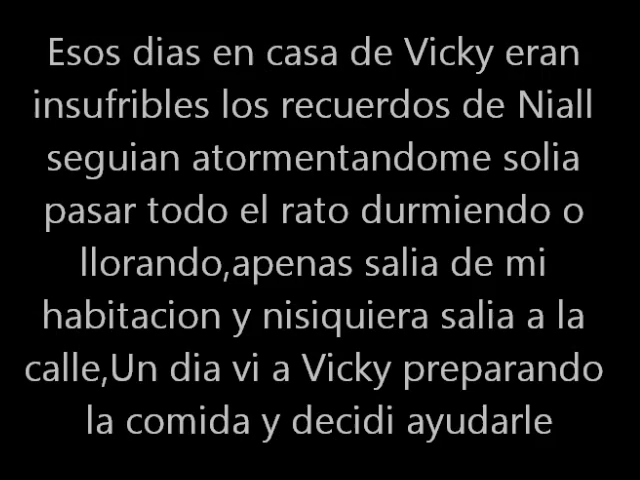 Esos dias en casa de Vicky eran
insufribles los recuerdos de Niall
seguian atormentandome solia
pasar todo el rato durmiendo o
llorando,apenas salia de mi
habitacion y nisiquiera salia a la
calle,Un dia vi a Vicky preparando
la comida y decidi ayudarle